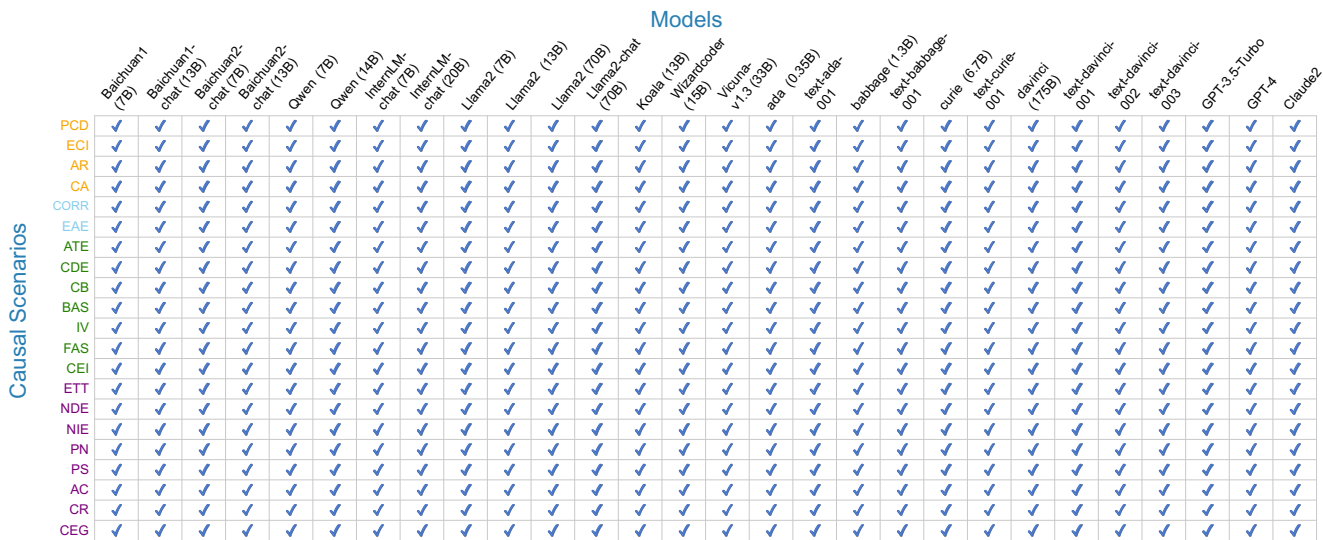 Models
Baichuan1
(7B)
Baichuan1-
chat (13B)
Baichuan2-
chat (7B)
Baichuan2-
chat (13B)
Qwen (7B)
Qwen (14B)
InternLM-
chat (7B)
InternLM-
chat (20B)
Llama2 (7B)
Llama2 (13B)
Llama2 (70B)
Llama2-chat
(70B)
Koala (13B)
Wizardcoder
(15B)
Vicuna-
v1.3 (33B)
ada (0.35B)
text-ada-
001
babbage (1.3B)
text-babbage-
001
curie (6.7B)
text-curie-
001
davinci
(175B)
text-davinci-
001
text-davinci-
002
text-davinci-
003
GPT-3.5-Turbo
GPT-4
Claude2
Causal Scenarios
PCD
ECI
AR
CA
CORR
EAE
ATE
CDE
CB
BAS
IV
FAS
CEI
ETT
NDE
NIE
PN
PS
AC
CR
CEG